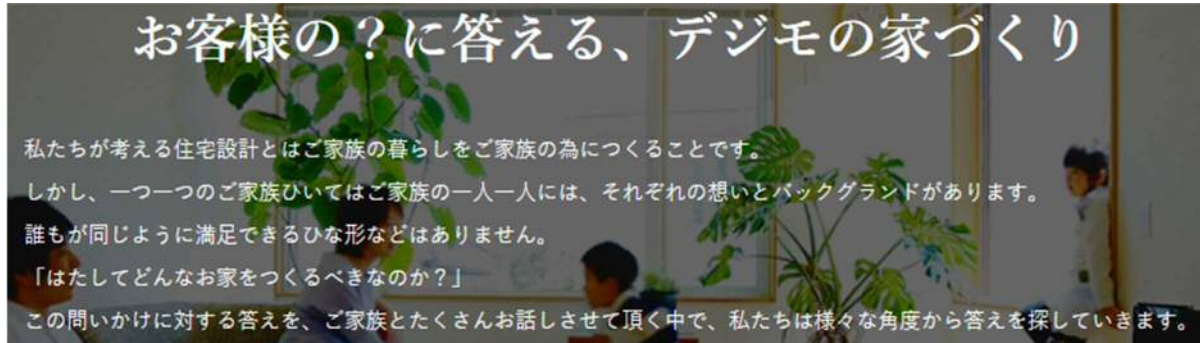 お客様の?に答える、デジモの家づくり
私たちが考える住宅設計とはご家族の暮らしをご家族の為につくることです。
しかし、一つ一つのご家族ひいてはご家族の一人一人には、それぞれの想いとバックグランドがあります。
誰もが同じように満足できるひな形などはありません。
「はたしてどんなお家をつくるべきなのか？」
この問いかけに対する答えを、ご家族とたくさんお話しさせて頂く中で、私たちは様々な角度から答えを探していきます。